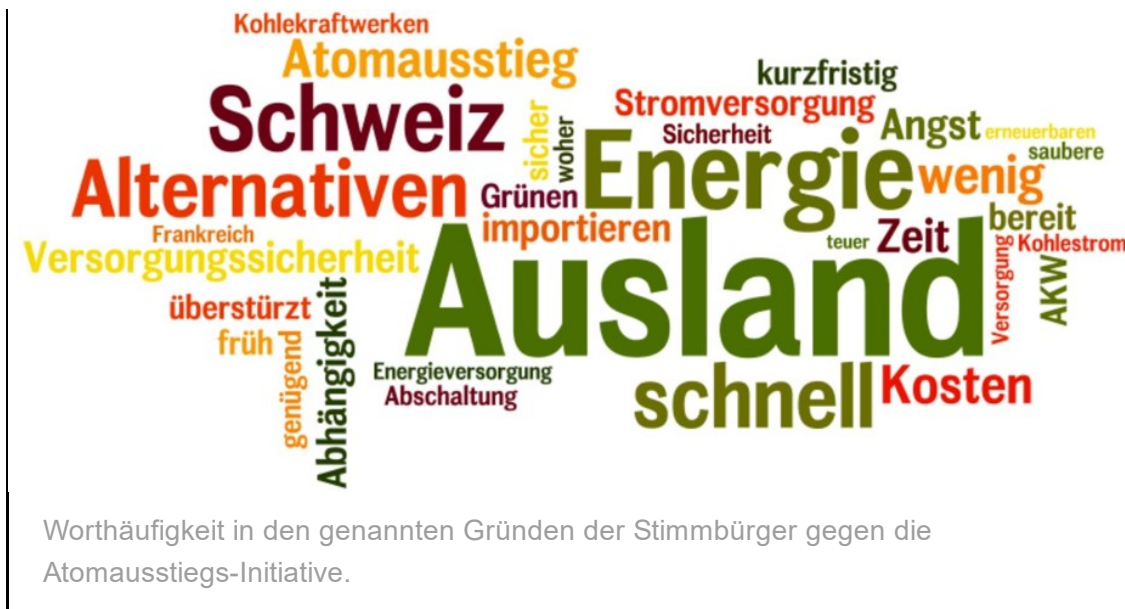 Kohlekraftwerken
Atomausstieg
kurzfristig
Schweiz
Stromversorgung
sicher
woher
Sicherheit
Angst
erneuerbaren
saubere
Energie
wenig
Alternativen
Grünen
bereit
importieren
Frankreich
teuer
Zeit
Kohlestrom
Versorgungssicherheit
Ausland
Versorgung
AKW
überstürzt
früh
genügend
Abhängigkeit
Energieversorgung
Abschaltung
schnell
Kosten
Worthäufigkeit in den genannten Gründen der Stimmbürger gegen die
Atomausstiegs-Initiative.